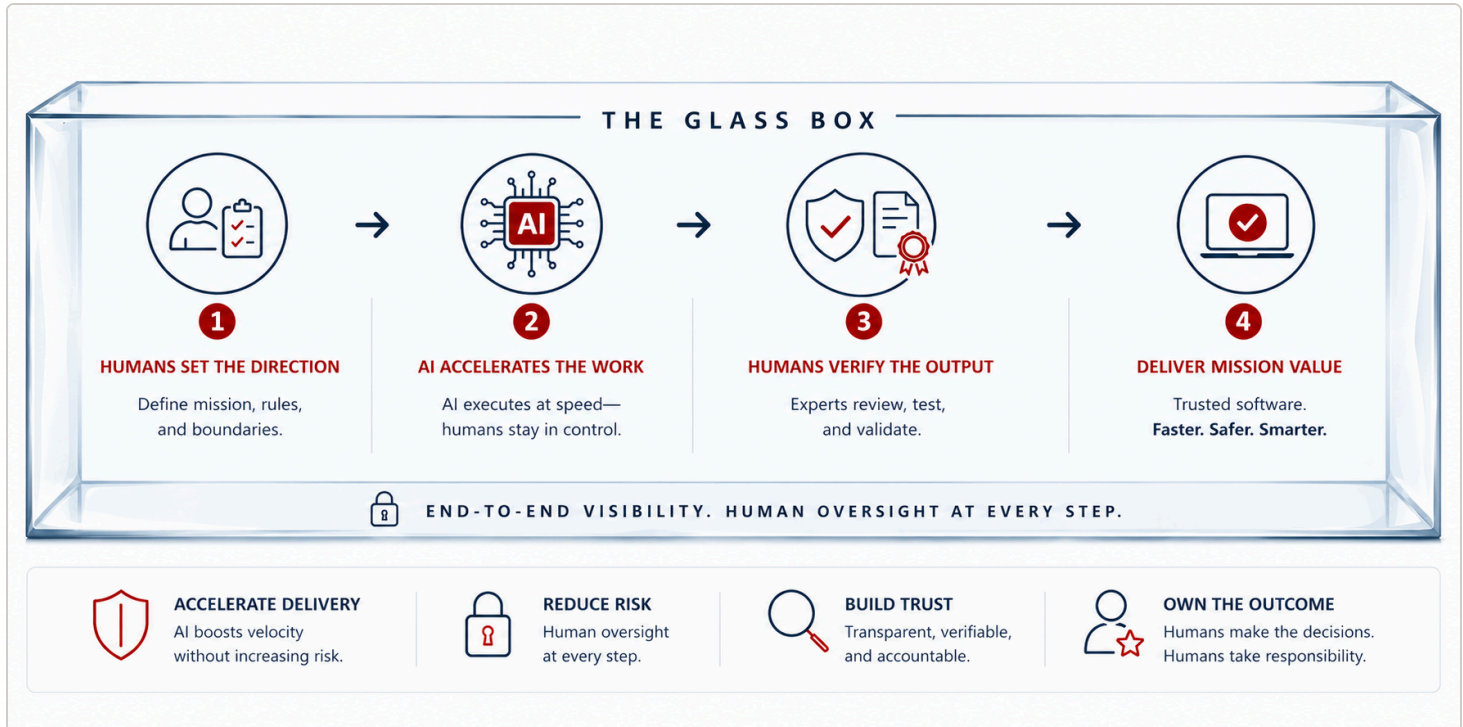 THE GLASS BOX
AI
1
2
3
4
HUMANS SET THE DIRECTION
AI ACCELERATES THE WORK
HUMANS VERIFY THE OUTPUT
DELIVER MISSION VALUE
Define mission, rules,
and boundaries.
AI executes at speed—
humans stay in control.
Experts review, test,
and validate.
Trusted software.
Faster. Safer. Smarter.
END-TO-END VISIBILITY. HUMAN OVERSIGHT AT EVERY STEP.
ACCELERATE DELIVERY
AI boosts velocity
without increasing risk.
REDUCE RISK
Human oversight
at every step.
BUILD TRUST
Transparent, verifiable,
and accountable.
OWN THE OUTCOME
Humans make the decisions.
Humans take responsibility.